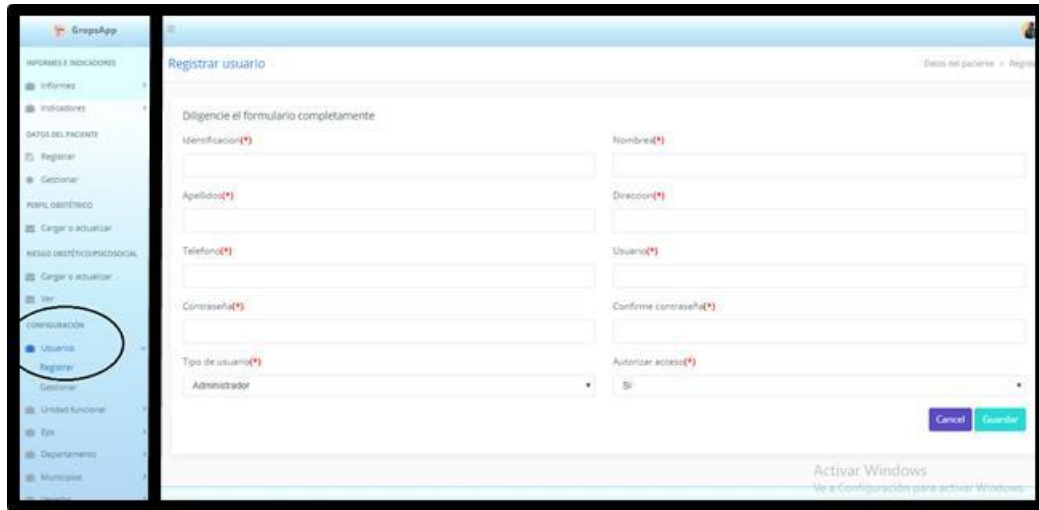 GropsApp
INFORMES E INDICADORES
Informes
Indicadores
DATOS DEL PACIENTE
Registrar
Gestionar
PERFIL OBSTÉTRICO
Cargar o actualizar
RIESGO OBSTÉTICO/PSICOSOCIAL
Cargar o actualizar
Ver
CONFIGURACIÓN
Usuarios
Registrar
Gestionar
Unidad funcional
Eps
Departamento
Municipios
Registrar usuario
Datos del paciente
Diligencie el formulario completamente
Identificacion(*)
Nombres(*)
Apellidos(*)
Direccion(*)
Telefono(*)
Usuario(*)
Contraseña(*)
Confirme contraseña(*)
Tipo de usuario(*)
Autorizar acceso(*)
Administrador
Si
Cancel
Guardar
Activar Windows
Ve a Configuración para activar Windows.